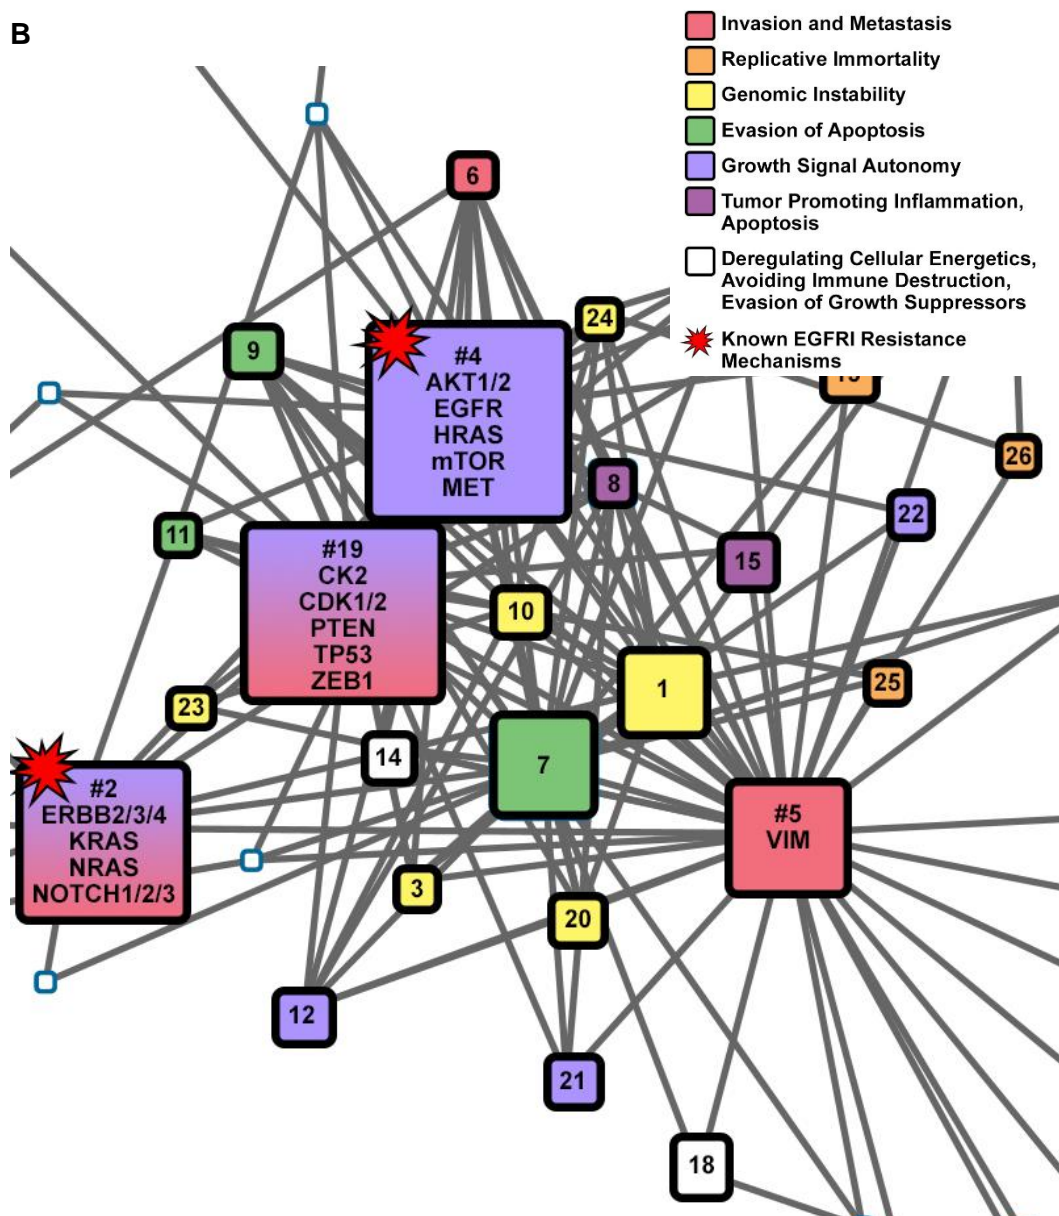 B
Invasion and Metastasis
Replicative Immortality
Genomic Instability
Evasion of Apoptosis
Growth Signal Autonomy
Tumor Promoting Inflammation,
Apoptosis
Deregulating Cellular Energetics,
Avoiding Immune Destruction,
Evasion of Growth Suppressors
Known EGFRI Resistance
Mechanisms
6
24
9
#4
AKT1/2
EGFR
HRAS
mTOR
MET
26
8
22
11
15
#19
CK2
CDK1/2
PTEN
TP53
ZEB1
10
1
25
23
14
7
#2
ERBB2/3/4
KRAS
NRAS
NOTCH1/2/3
#5
VIM
3
20
12
21
18